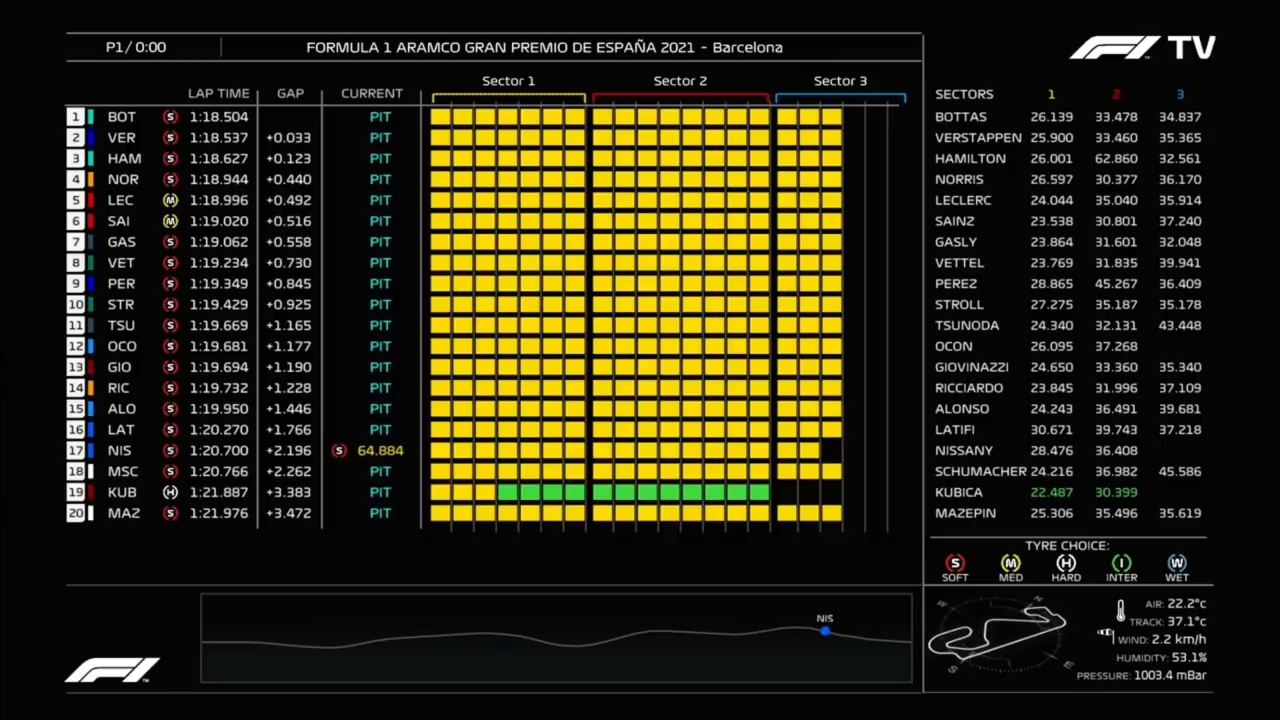 P1 / 0:00 FORMULA 1 ARAMCO GRAN PREMIO DE ESPAÑA 2021 - Barcelona
F1 TV
Sector 1 Sector 2 Sector 3
LAP TIME GAP CURRENT
SECTORS 1 2 3
1 BOT S 1:18.504 PIT BOTTAS 26.139 33.478 34.837
2 VER S 1:18.537 +0.033 PIT VERSTAPPEN 25.900 33.460 35.365
3 HAM S 1:18.627 +0.123 PIT HAMILTON 26.001 62.860 32.561
4 NOR S 1:18.944 +0.440 PIT NORRIS 26.597 30.377 36.170
5 LEC M 1:18.996 +0.492 PIT LECLERC 24.044 35.040 35.914
6 SAI M 1:19.020 +0.516 PIT SAINZ 23.538 30.801 37.240
7 GAS S 1:19.062 +0.558 PIT GASLY 23.864 31.601 32.048
8 VET S 1:19.234 +0.730 PIT VETTEL 23.769 31.835 39.941
9 PER S 1:19.349 +0.845 PIT PEREZ 28.865 45.267 36.409
10 STR S 1:19.429 +0.925 PIT STROLL 27.275 35.187 35.178
11 TSU S 1:19.669 +1.165 PIT TSUNODA 24.340 32.131 43.448
12 OCO S 1:19.681 +1.177 PIT OCON 26.095 37.268
13 GIO S 1:19.694 +1.190 PIT GIOVINAZZI 24.650 33.360 35.340
14 RIC S 1:19.732 +1.228 PIT RICCIARDO 23.845 31.996 37.109
15 ALO S 1:19.950 +1.446 PIT ALONSO 24.243 36.491 39.681
16 LAT S 1:20.270 +1.766 PIT LATIFI 30.671 39.743 37.218
17 NIS S 1:20.700 +2.196 S 64.884 NISSANY 28.476 36.408
18 MSC S 1:20.766 +2.262 PIT SCHUMACHER 24.216 36.982 45.586
19 KUB H 1:21.887 +3.383 PIT KUBICA 22.487 30.399
20 MAZ S 1:21.976 +3.472 PIT MAZEPIN 25.306 35.496 35.619
TYRE CHOICE:
S M H I W
SOFT MED HARD INTER WET
NIS
W N S E
AIR: 22.2°c
TRACK: 37.1°c
WIND: 2.2 km/h
HUMIDITY: 53.1%
PRESSURE: 1003.4 mBar
F1